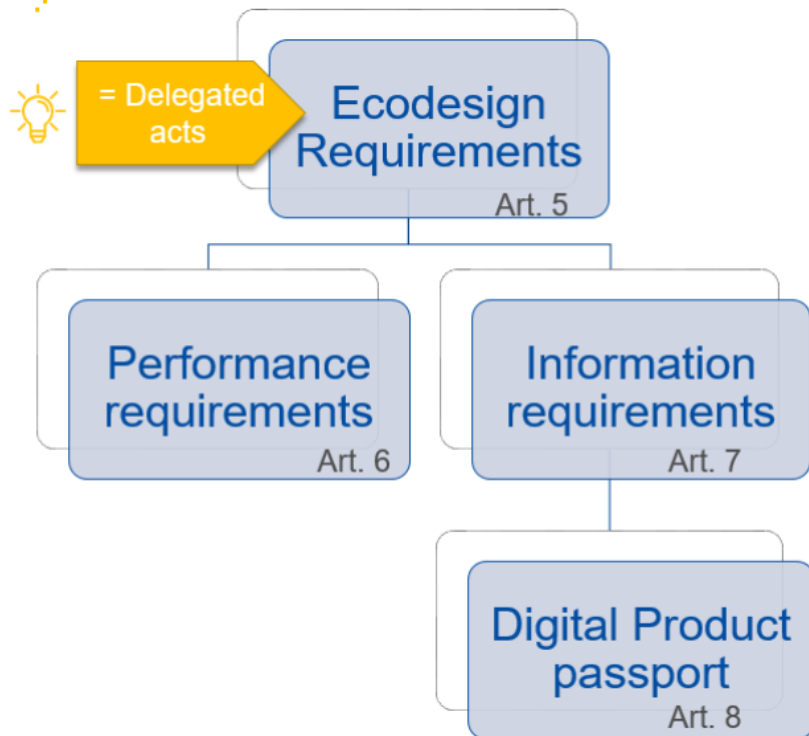 = Delegated
acts
Ecodesign
Requirements
Art. 5
Performance
requirements
Art. 6
Information
requirements
Art. 7
Digital Product
passport
Art. 8